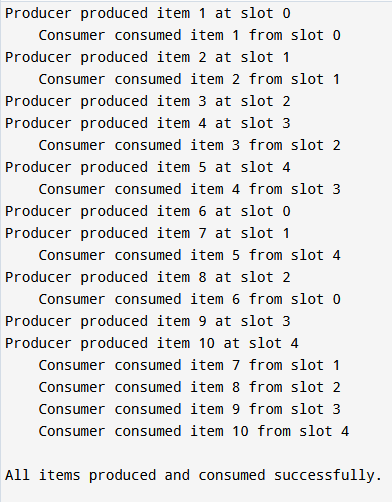 Producer produced item 1 at slot 0
    Consumer consumed item 1 from slot 0
Producer produced item 2 at slot 1
    Consumer consumed item 2 from slot 1
Producer produced item 3 at slot 2
Producer produced item 4 at slot 3
    Consumer consumed item 3 from slot 2
Producer produced item 5 at slot 4
    Consumer consumed item 4 from slot 3
Producer produced item 6 at slot 0
Producer produced item 7 at slot 1
    Consumer consumed item 5 from slot 4
Producer produced item 8 at slot 2
    Consumer consumed item 6 from slot 0
Producer produced item 9 at slot 3
Producer produced item 10 at slot 4
    Consumer consumed item 7 from slot 1
    Consumer consumed item 8 from slot 2
    Consumer consumed item 9 from slot 3
    Consumer consumed item 10 from slot 4

All items produced and consumed successfully.